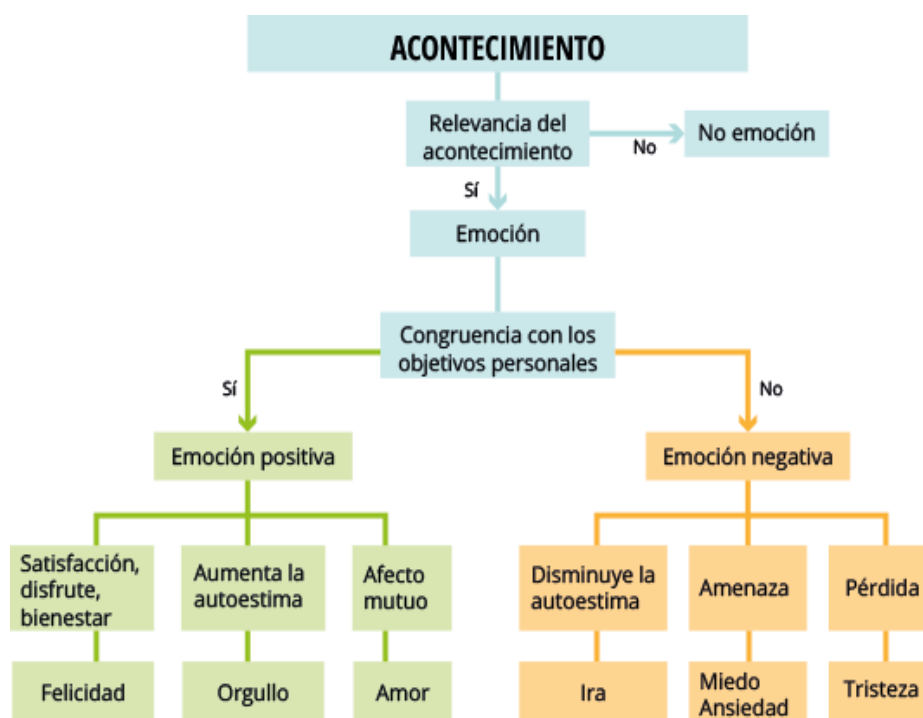 ACONTECIMIENTO
Relevancia del
acontecimiento
No
No emoción
Sí
Emoción
Congruencia con los
objetivos personales
Sí
No
Emoción positiva
Emoción negativa
Satisfacción,
disfrute,
bienestar
Aumenta la
autoestima
Afecto
mutuo
Disminuye la
autoestima
Amenaza
Pérdida
Felicidad
Orgullo
Amor
Ira
Miedo
Ansiedad
Tristeza